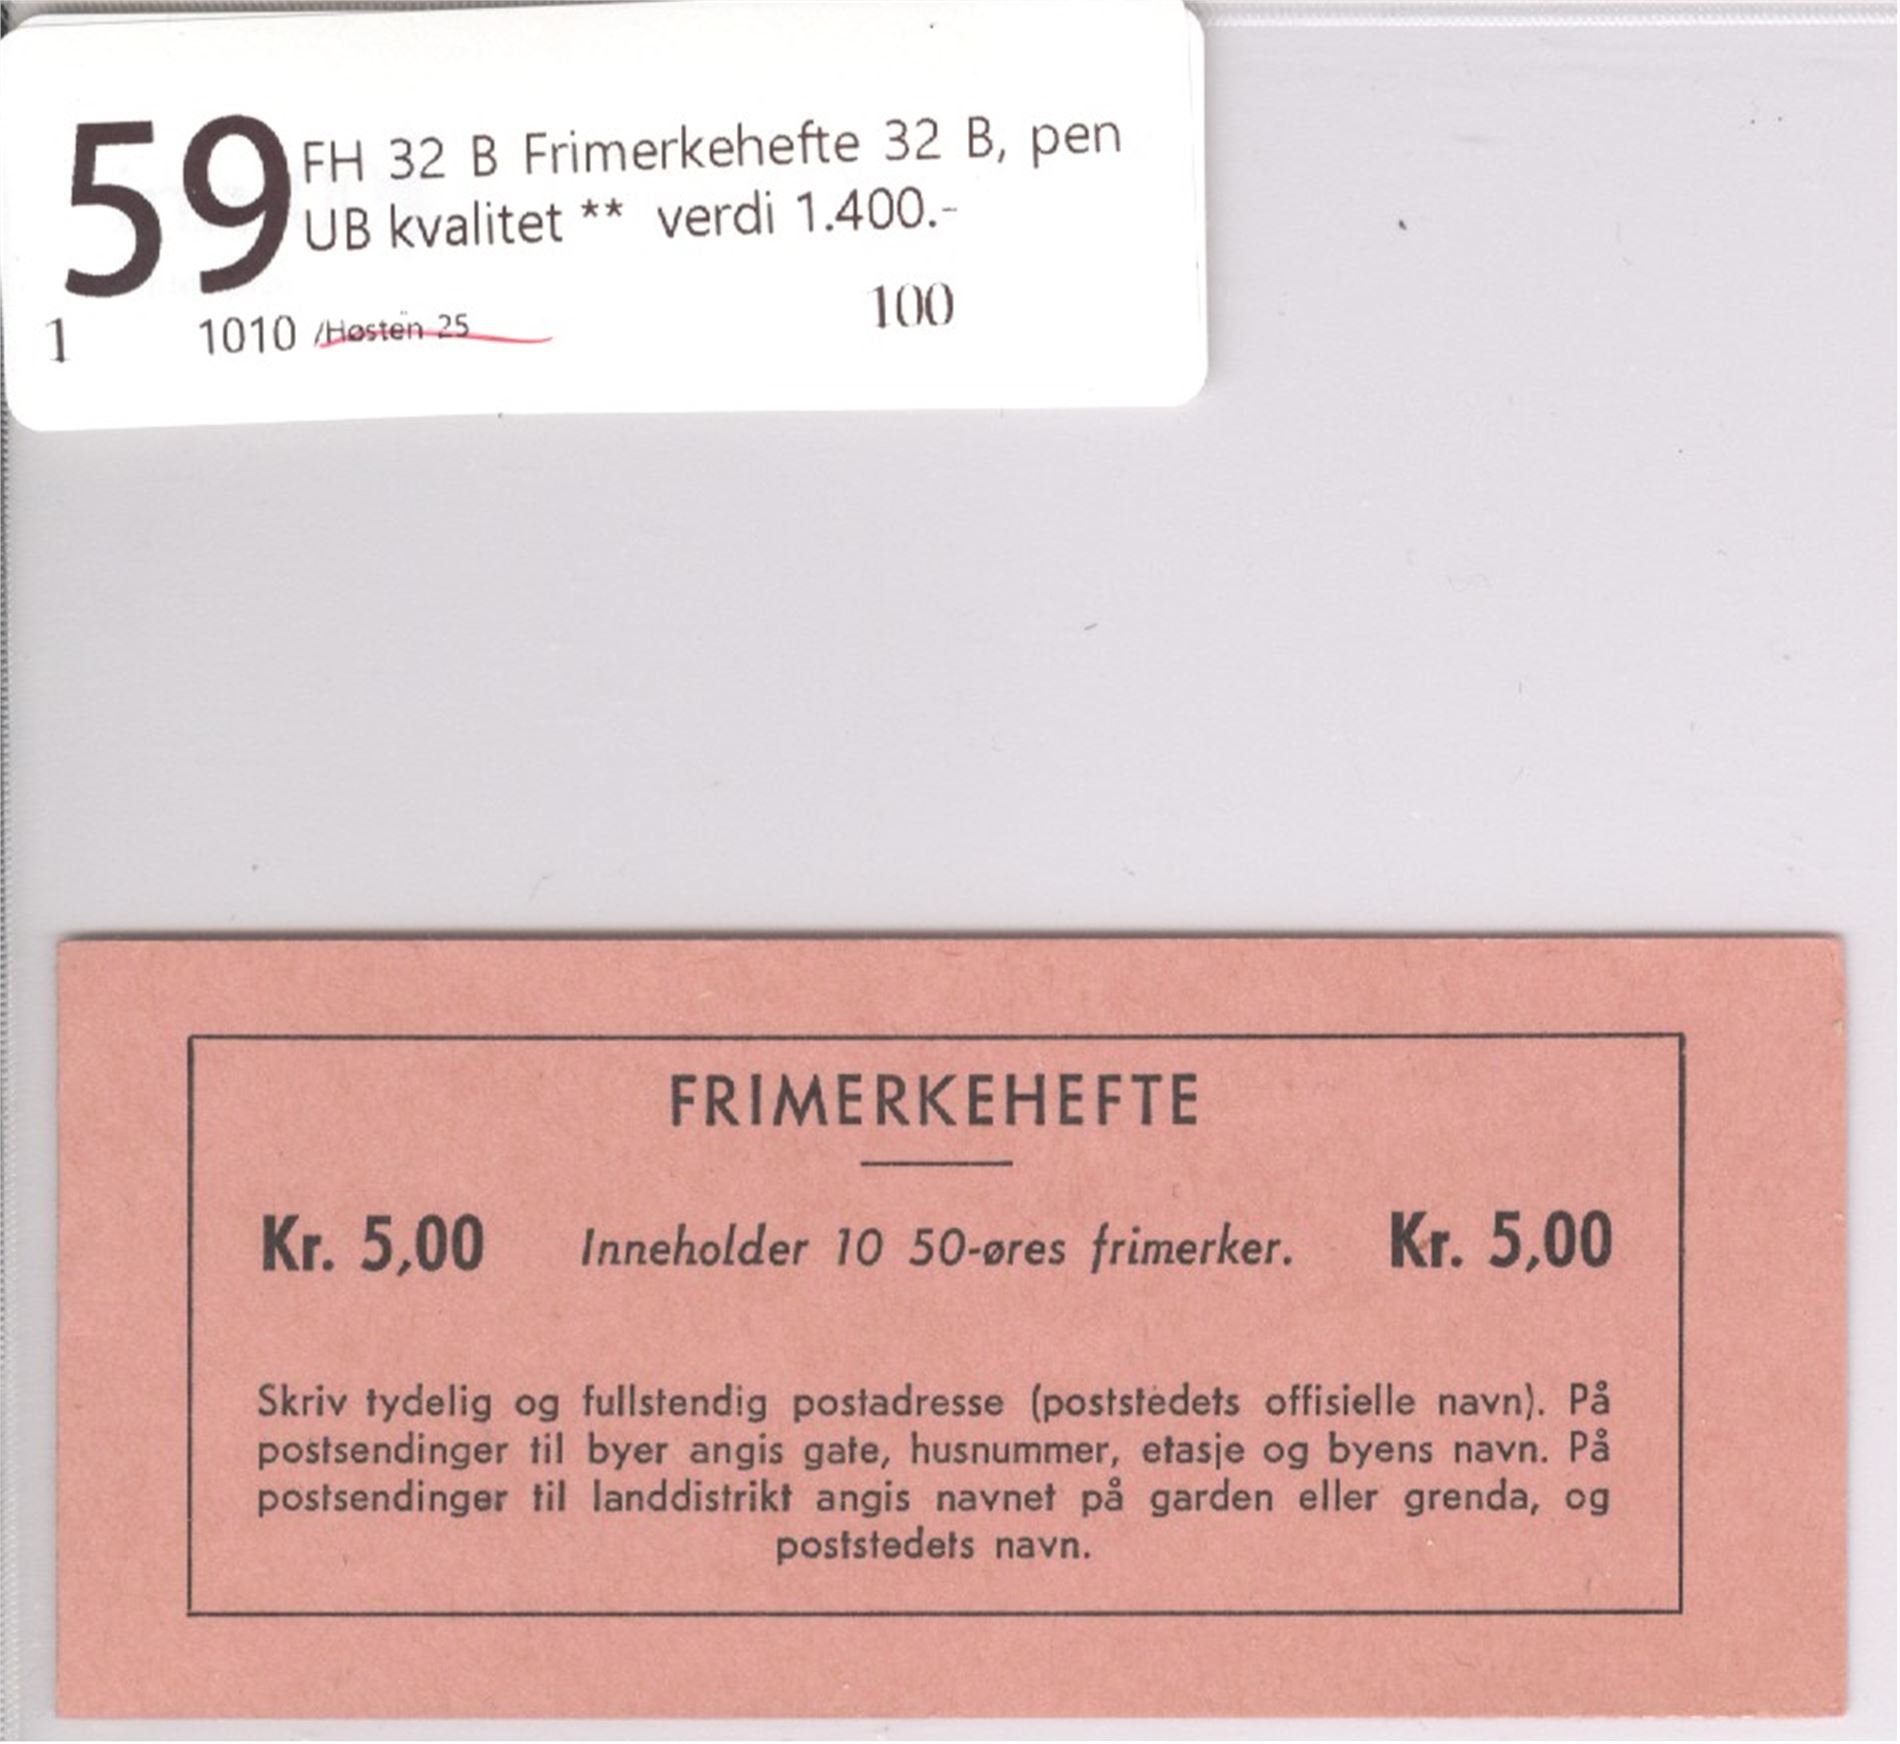 59 FH 32 B Frimerkehefte 32 B, pen
UB kvalitet ** verdi 1.400.-
1 1010 /Høsten 25 100
FRIMERKEHEFTE
Kr. 5,00 Inneholder 10 50-øres frimerker. Kr. 5,00
Skriv tydelig og fullstendig postadresse (poststedets offisielle navn). På
postsendinger til byer angis gate, husnummer, etasje og byens navn. På
postsendinger til landdistrikt angis navnet på garden eller grenda, og
poststedets navn.